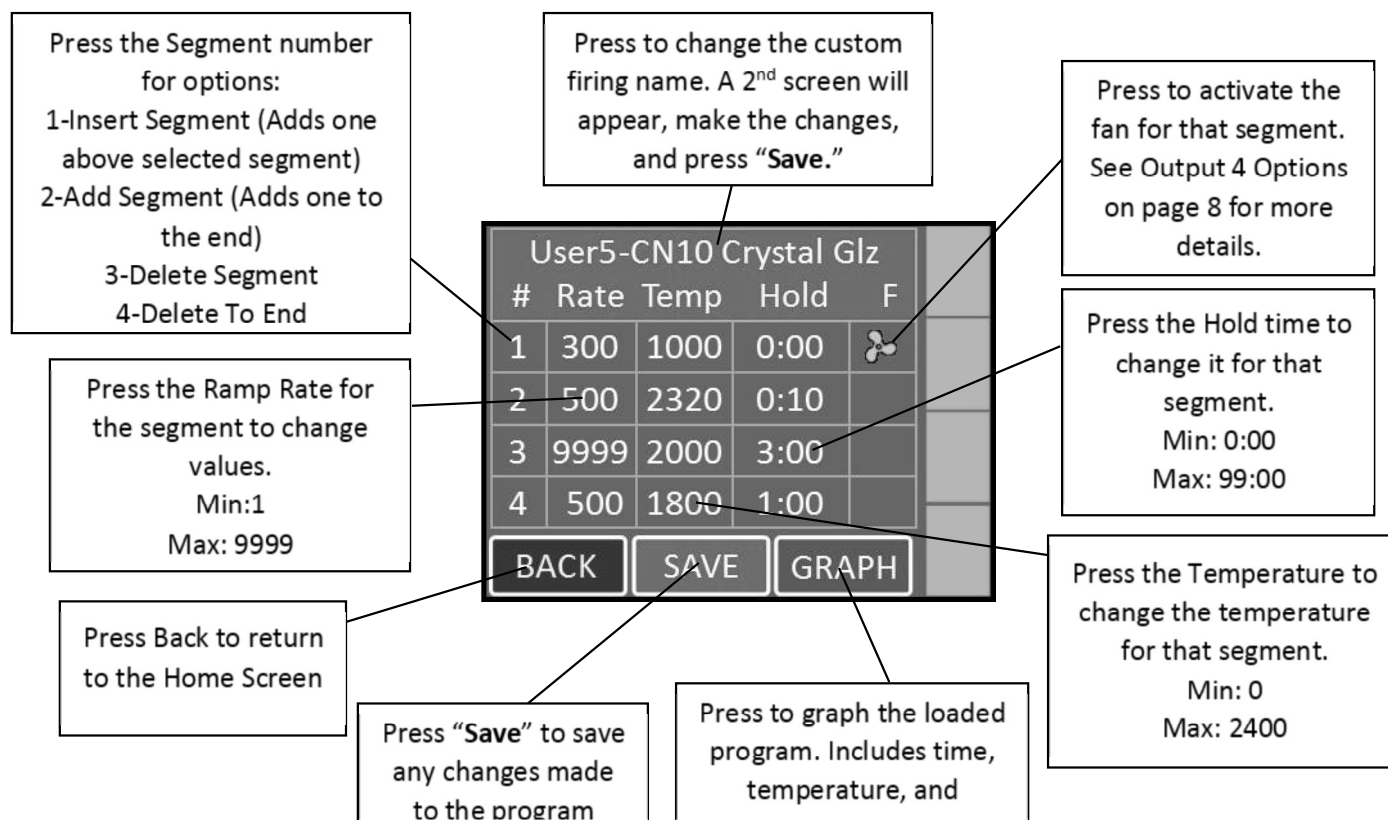 Press the Segment number
for options:
1-Insert Segment (Adds one
above selected segment)
2-Add Segment (Adds one to
the end)
3-Delete Segment
4-Delete To End
Press to change the custom
firing name. A 2nd screen will
appear, make the changes,
and press “Save.”
Press to activate the
fan for that segment.
See Output 4 Options
on page 8 for more
details.
User5-CN10 Crystal Glz
# Rate Temp Hold F
1 300 1000 0:00
2 500 2320 0:10
3 9999 2000 3:00
4 500 1800 1:00
BACK SAVE GRAPH
Press the Ramp Rate for
the segment to change
values.
Min:1
Max: 9999
Press the Hold time to
change it for that
segment.
Min: 0:00
Max: 99:00
Press Back to return
to the Home Screen
Press “Save” to save
any changes made
to the program
Press to graph the loaded
program. Includes time,
temperature, and
Press the Temperature to
change the temperature
for that segment.
Min: 0
Max: 2400